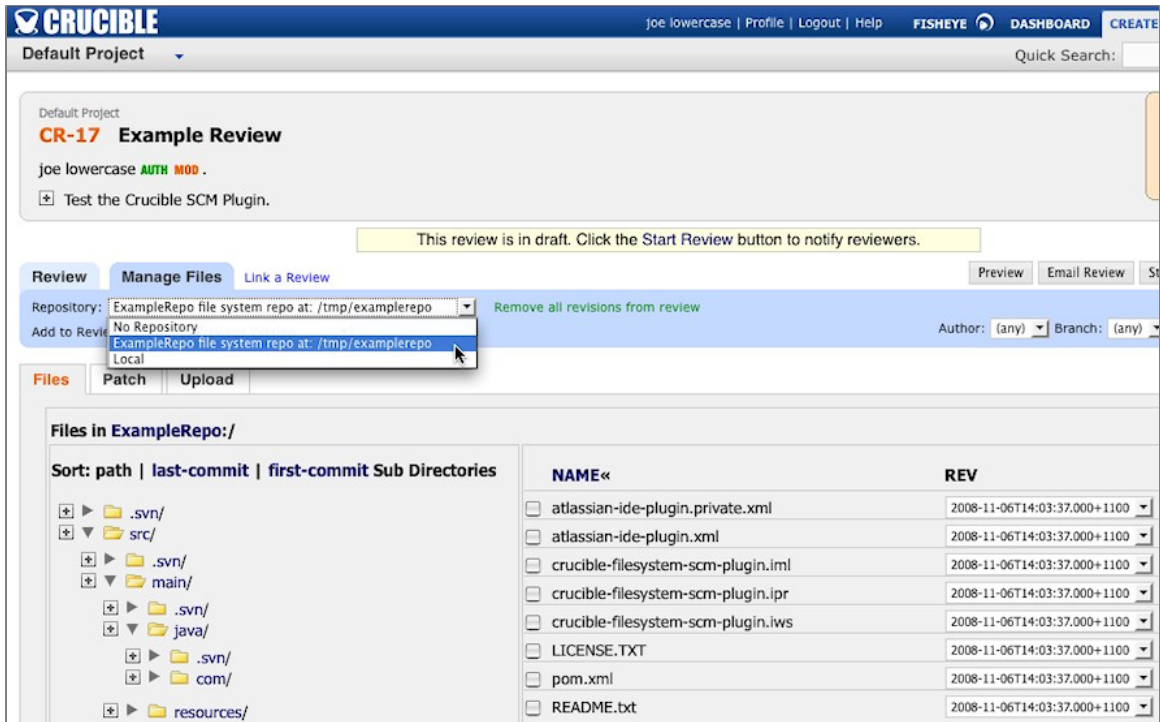 CRUCIBLE joe lowercase | Profile | Logout | Help FISHEYE DASHBOARD CREATE
Default Project Quick Search:
Default Project
CR-17 Example Review
joe lowercase AUTH MOD .
Test the Crucible SCM Plugin.
This review is in draft. Click the Start Review button to notify reviewers.
Review Manage Files Link a Review Preview Email Review
Repository: ExampleRepo file system repo at: /tmp/examplerepo Remove all revisions from review
No Repository
Add to Author: (any) Branch: (any)
ExampleRepo file system repo at: /tmp/examplerepo
Local
Files Patch Upload
Files in ExampleRepo:/
Sort: path | last-commit | first-commit Sub Directories
NAME« REV
.svn/
src/
.svn/
main/
.svn/
java/
.svn/
com/
resources/
atlassian-ide-plugin.private.xml 2008-11-06T14:03:37.000+1100
atlassian-ide-plugin.xml 2008-11-06T14:03:37.000+1100
crucible-filesystem-scm-plugin.iml 2008-11-06T14:03:37.000+1100
crucible-filesystem-scm-plugin.ipr 2008-11-06T14:03:37.000+1100
crucible-filesystem-scm-plugin.iws 2008-11-06T14:03:37.000+1100
LICENSE.TXT 2008-11-06T14:03:37.000+1100
pom.xml 2008-11-06T14:03:37.000+1100
README.txt 2008-11-06T14:03:37.000+1100